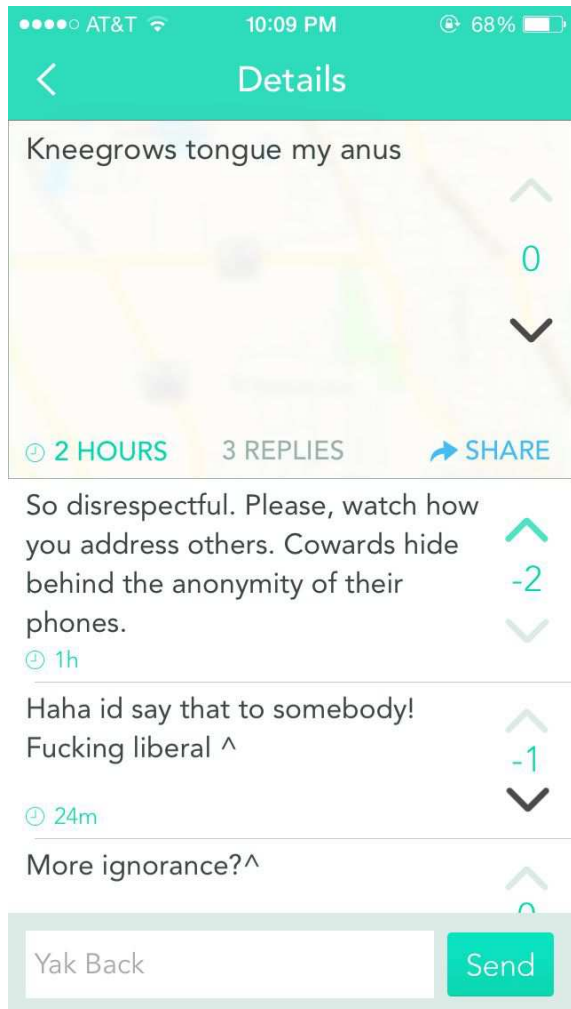 AT&T 10:09 PM 68%
Details
Kneegrows tongue my anus
0
2 HOURS 3 REPLIES SHARE
So disrespectful. Please, watch how
you address others. Cowards hide
behind the anonymity of their
phones.
-2
1h
Haha id say that to somebody!
Fucking liberal ^
-1
24m
More ignorance?^
Yak Back Send